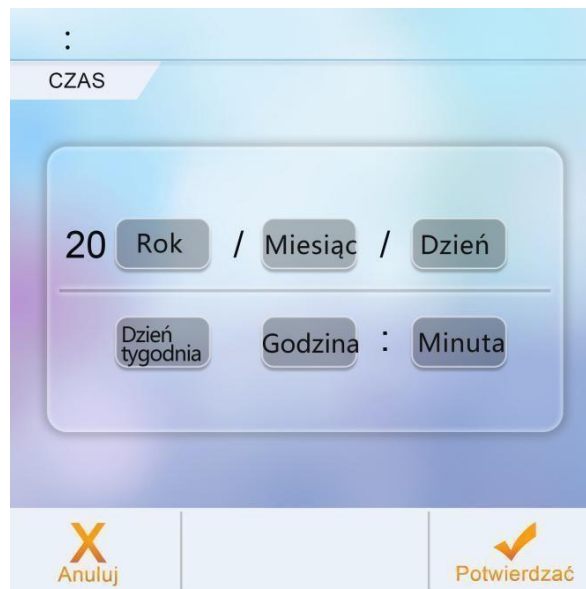 :
CZAS
20 Rok / Miesiąc / Dzień
Dzień tygodnia Godzina : Minuta
X
Anuluj Potwierdzać